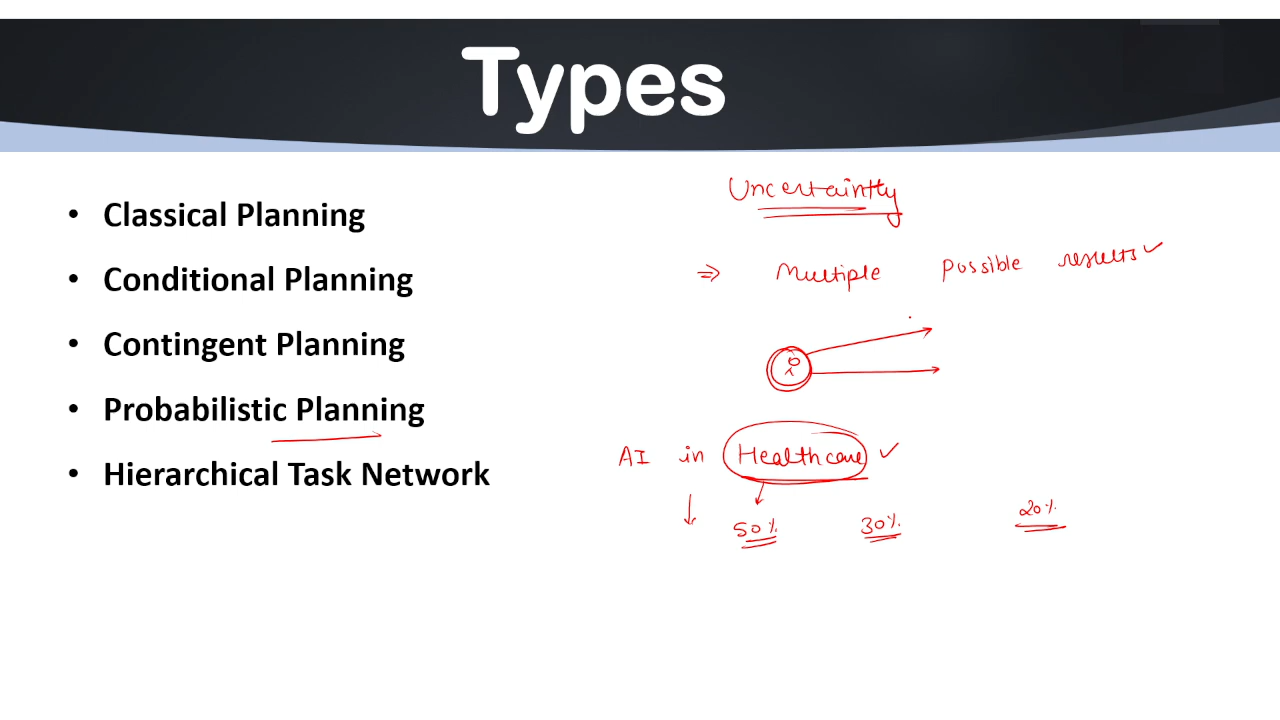 Types
• Classical Planning
• Conditional Planning
• Contingent Planning
• Probabilistic Planning
• Hierarchical Task Network
Uncertaintly
⇒ Multiple Possible results ✓
AI in Healthcare ✓
50% 30% 20%